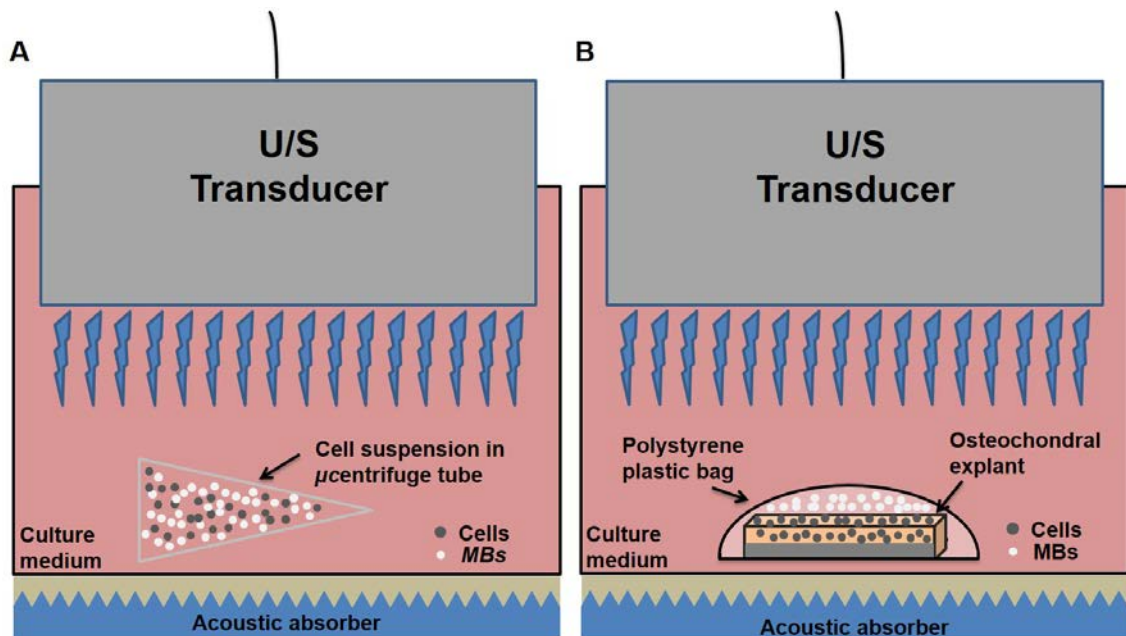 A
U/S
Transducer
Cell suspension in
μcentrifuge tube
Culture
medium
Cells
MBs
Acoustic absorber
B
U/S
Transducer
Polystyrene
plastic bag
Osteochondral
explant
Culture
medium
Cells
MBs
Acoustic absorber